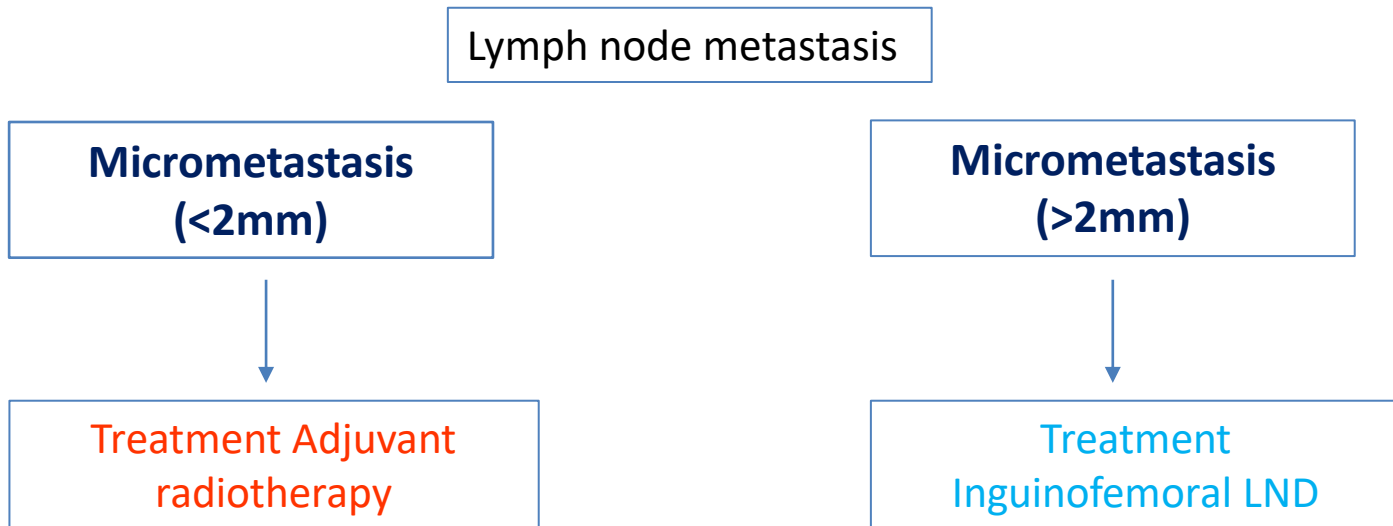 Lymph node metastasis
Micrometastasis
(<2mm)
Micrometastasis
(>2mm)
Treatment Adjuvant
radiotherapy
Treatment
Inguinofemoral LND